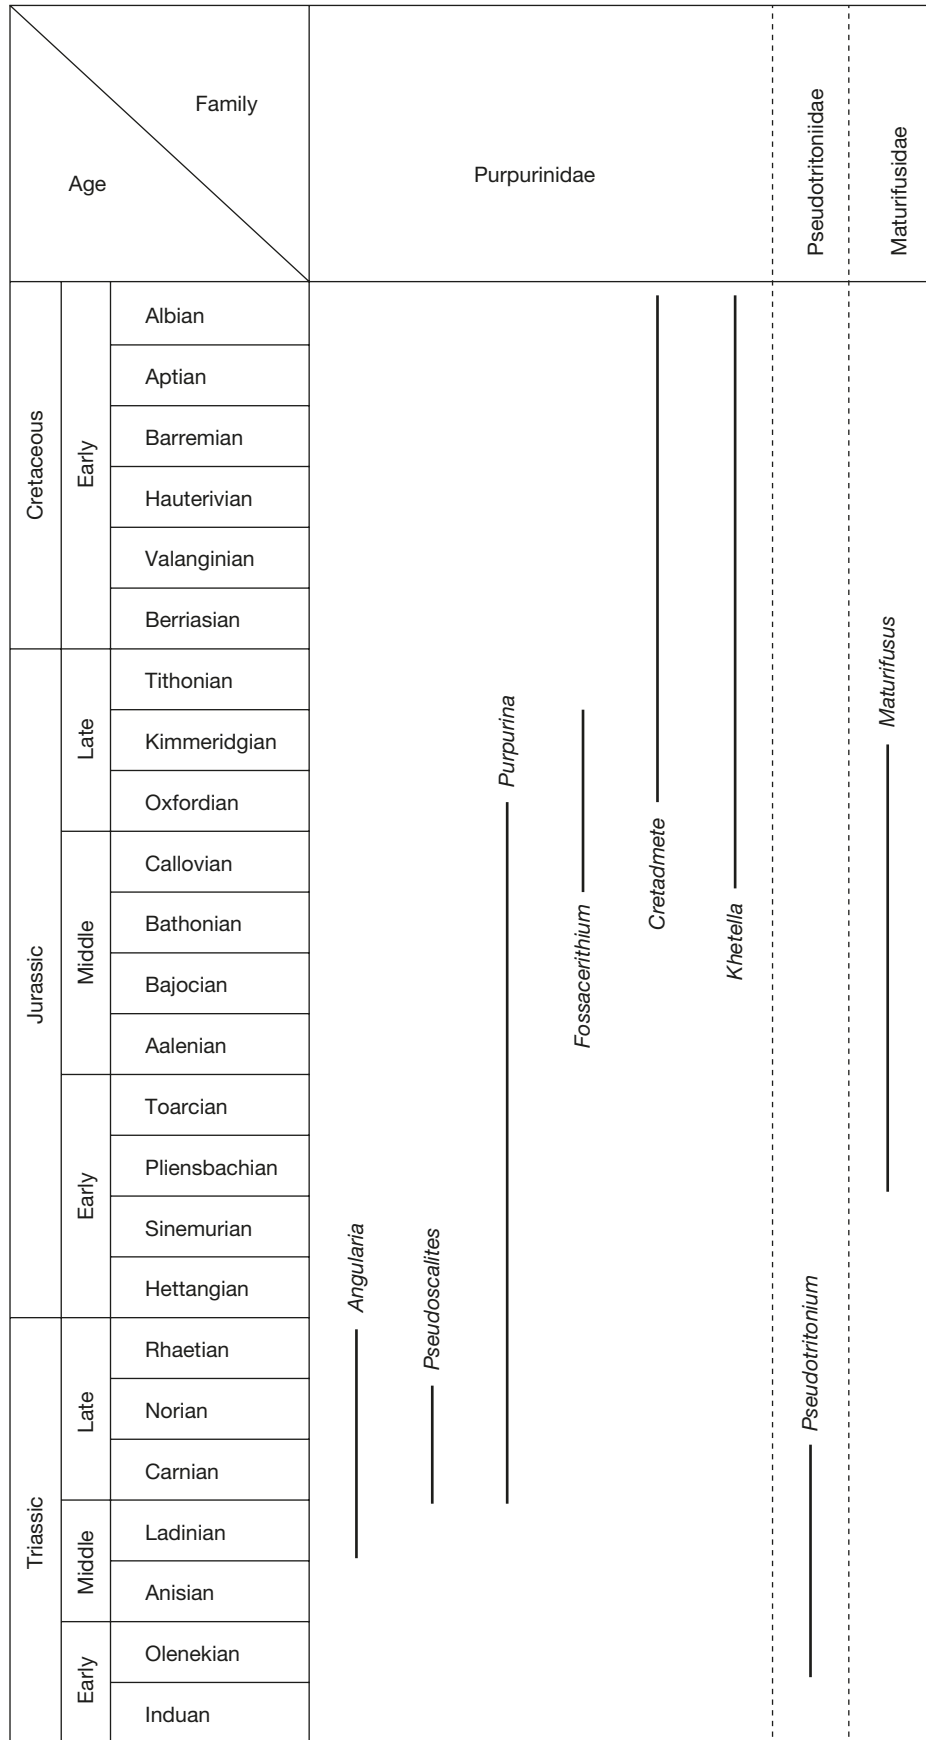 Family
Age
Purpurinidae
Pseudotritoniidae
Maturifusidae
Cretaceous
Early
Albian
Aptian
Barremian
Hauterivian
Valanginian
Berriasian
Jurassic
Late
Tithonian
Kimmeridgian
Oxfordian
Middle
Callovian
Bathonian
Bajocian
Aalenian
Early
Toarcian
Pliensbachian
Sinemurian
Hettangian
Triassic
Late
Rhaetian
Norian
Carnian
Middle
Ladinian
Anisian
Early
Olenekian
Induan
Angularia
Pseudoscalites
Purpurina
Fossacerithium
Cretadmete
Khetella
Pseudotritonium
Maturifusus